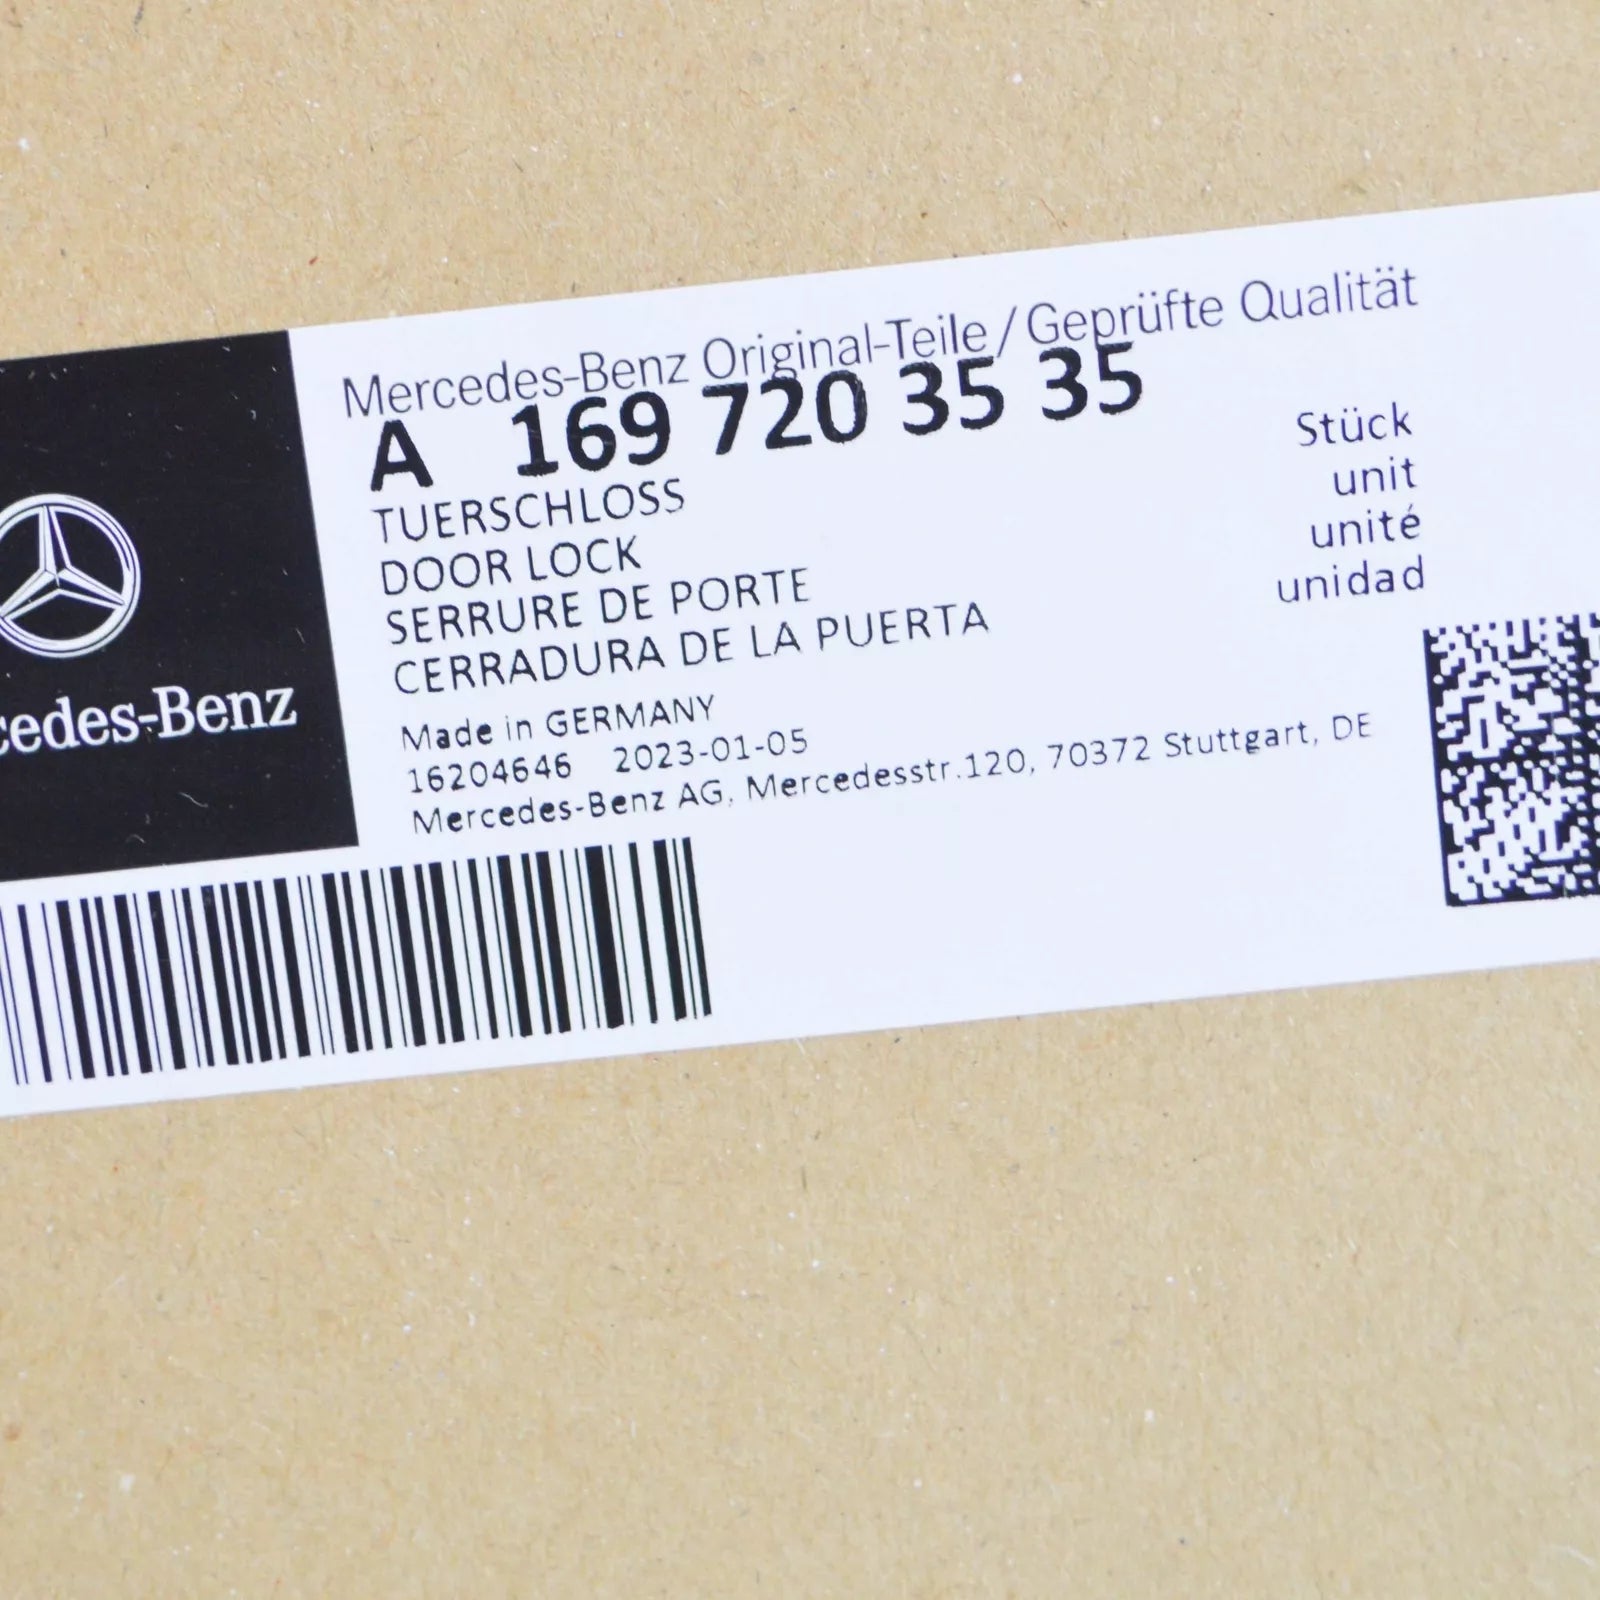 Mercedes-Benz Original-Teile / Geprüfte Qualität
A 169 720 35 35
TUERSCHLOSS
DOOR LOCK
SERRURE DE PORTE
CERRADURA DE LA PUERTA
Stück
unit
unité
unidad
Made in GERMANY
16204646 2023-01-05
Mercedes-Benz AG, Mercedesstr.120, 70372 Stuttgart, DE
cedes-Benz